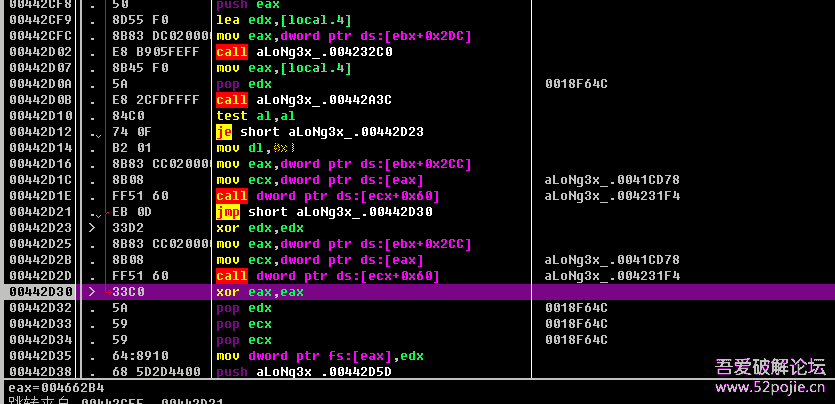 00442CF8 . 50 push eax
00442CF9 . 8D55 F0 lea edx,[local.4]
00442CFC . 8B83 DC020000 mov eax,dword ptr ds:[ebx+0x2DC]
00442D02 . E8 B905FEFF call aLoNg3x_.004232C0
00442D07 . 8B45 F0 mov eax,[local.4]
00442D0A . 5A pop edx 0018F64C
00442D0B . E8 2CFDFFFF call aLoNg3x_.00442A3C
00442D10 . 84C0 test al,al
00442D12 . 74 0F je short aLoNg3x_.00442D23
00442D14 . B2 01 mov dl,0x1
00442D16 . 8B83 CC020000 mov eax,dword ptr ds:[ebx+0x2CC]
00442D1C . 8B08 mov ecx,dword ptr ds:[eax] aLoNg3x_.0041CD78
00442D1E . FF51 60 call dword ptr ds:[ecx+0x60] aLoNg3x_.004231F4
00442D21 . EB 0D jmp short aLoNg3x_.00442D30
00442D23 > 33D2 xor edx,edx
00442D25 . 8B83 CC020000 mov eax,dword ptr ds:[ebx+0x2CC]
00442D2B . 8B08 mov ecx,dword ptr ds:[eax] aLoNg3x_.0041CD78
00442D2D . FF51 60 call dword ptr ds:[ecx+0x60] aLoNg3x_.004231F4
00442D30 > 33C0 xor eax,eax
00442D32 . 5A pop edx 0018F64C
00442D33 . 59 pop ecx 0018F64C
00442D34 . 59 pop ecx 0018F64C
00442D35 . 64:8910 mov dword ptr fs:[eax],edx
00442D38 . 68 5D2D4400 push aLoNg3x_.00442D5D
eax=004662B4
吾爱破解论坛
www.52pojie.cn